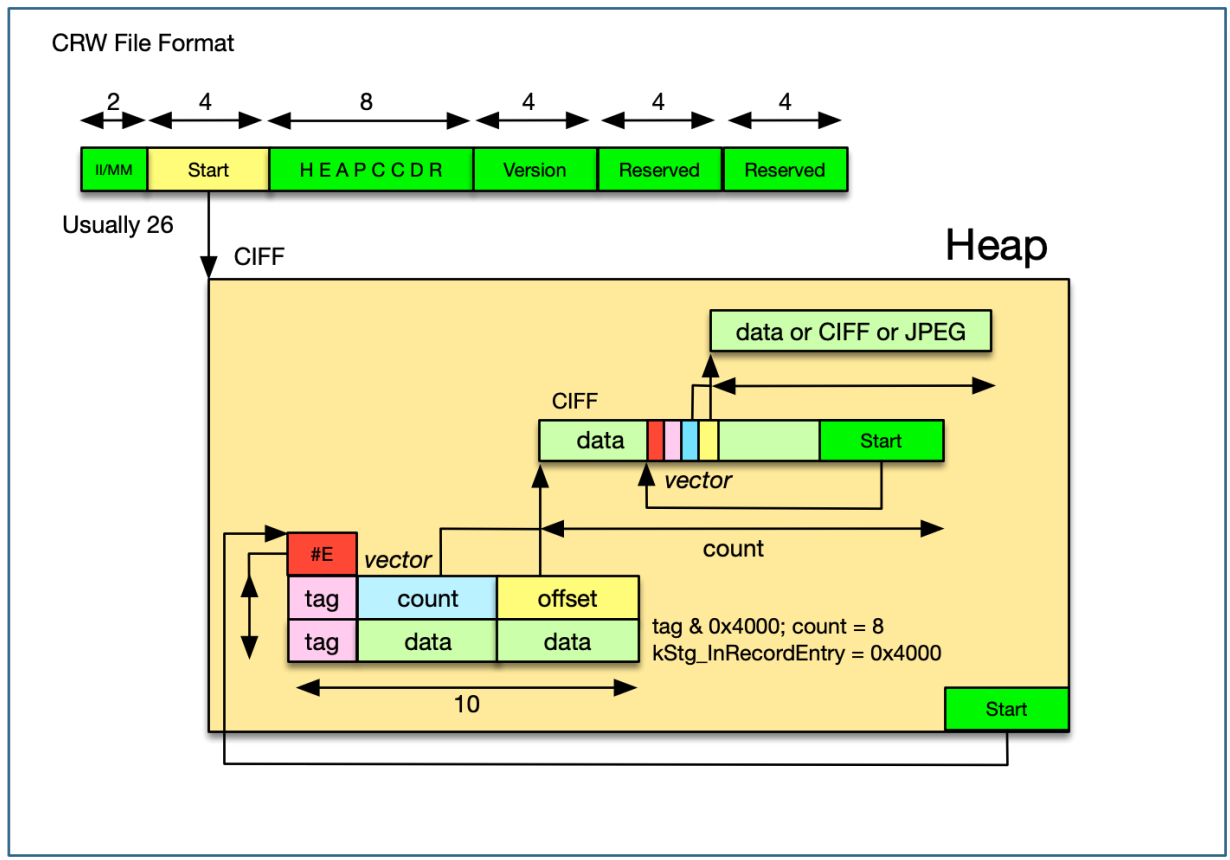 CRW File Format
2 4 8 4 4 4
II/MM Start H E A P C C D R Version Reserved Reserved
Usually 26
CIFF
Heap
data or CIFF or JPEG
CIFF
data Start
vector
count
#E vector
tag count offset
tag data data
tag & 0x4000; count = 8
kStg_InRecordEntry = 0x4000
10
Start